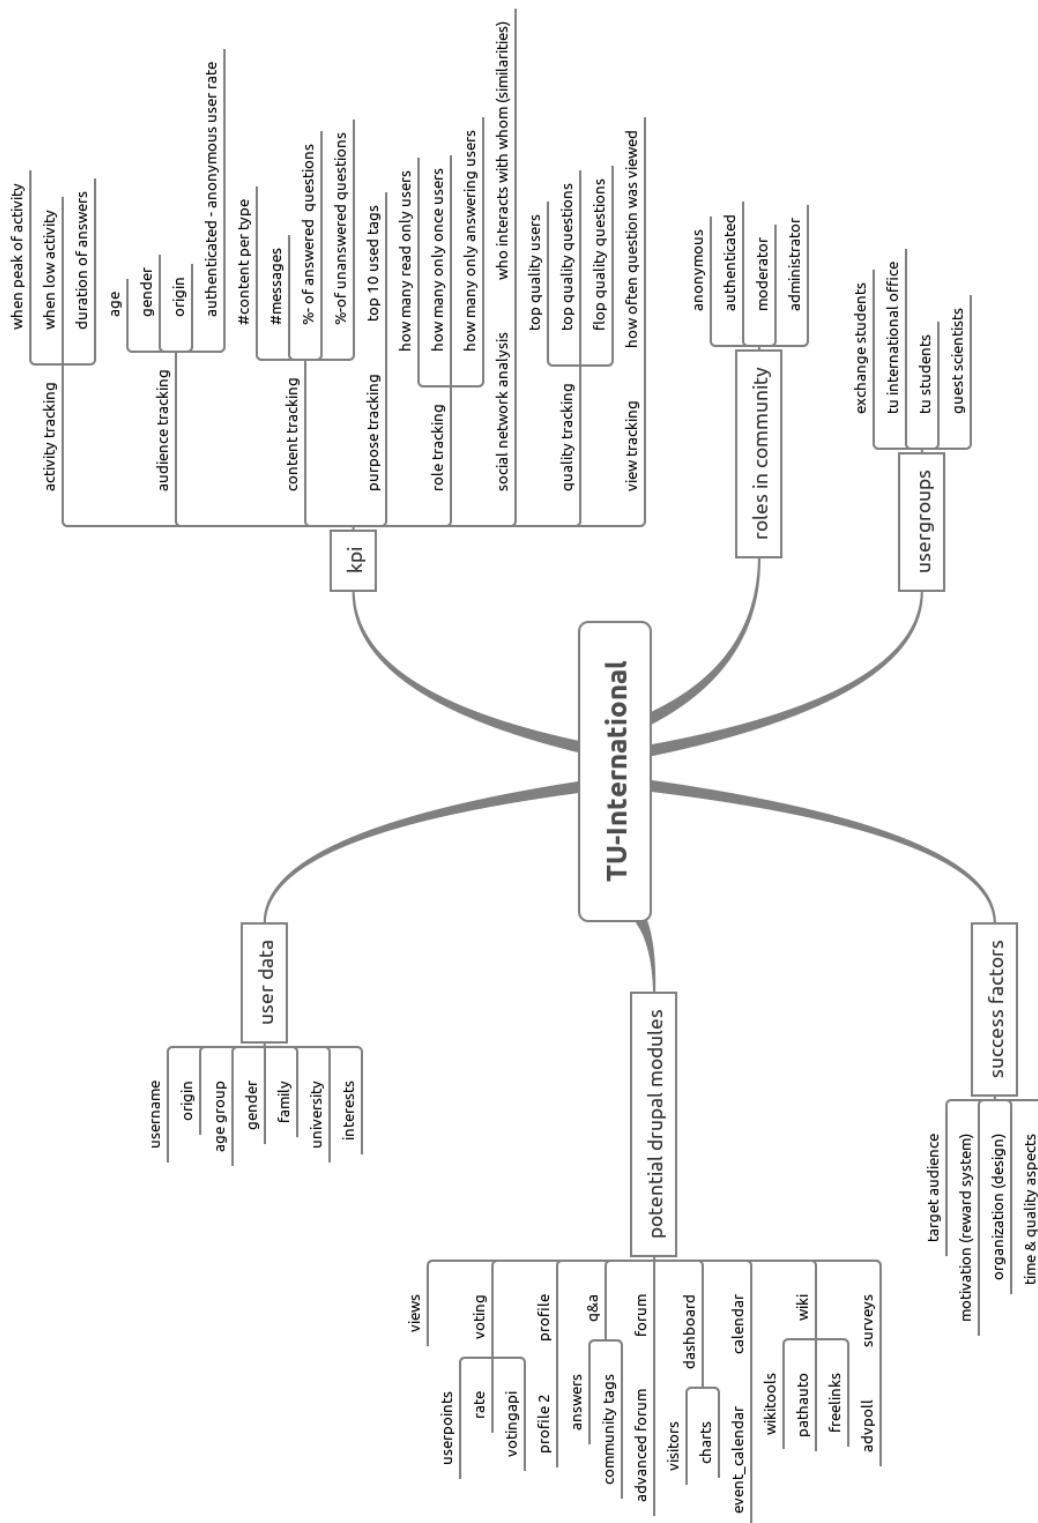 TU-International
kpi
activity tracking
when peak of activity
when low activity
duration of answers
audience tracking
age
gender
origin
authenticated - anonymous user rate
content tracking
#content per type
#messages
%- of answered  questions
%-of unanswered questions
purpose tracking
top 10 used tags
role tracking
how many read only users
how many only once users
how many only answering users
social network analysis
who interacts with whom (similarities)
quality tracking
top quality users
top quality questions
flop quality questions
view tracking
how often question was viewed
roles in community
anonymous
authenticated
moderator
administrator
usergroups
exchange students
tu international office
tu students
guest scientists
user data
username
origin
age group
gender
family
university
interests
potential drupal modules
views
voting
userpoints
rate
votingapi
profile
profile 2
q&a
answers
community tags
forum
advanced forum
dashboard
visitors
charts
calendar
event_calendar
wiki
wikitools
pathauto
freelinks
surveys
advpoll
success factors
target audience
motivation (reward system)
organization (design)
time & quality aspects